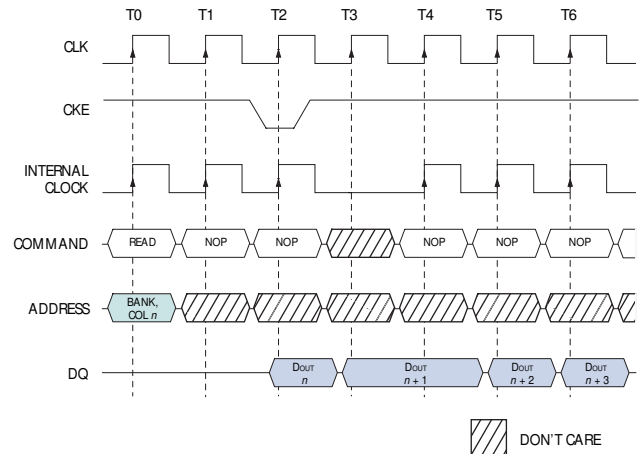 T0 T1 T2 T3 T4 T5 T6
CLK
CKE
INTERNAL
CLOCK
COMMAND
READ NOP NOP NOP NOP NOP
ADDRESS
BANK,
COL n
DQ
DOUT
n
DOUT
n + 1
DOUT
n + 2
DOUT
n + 3
DON'T CARE